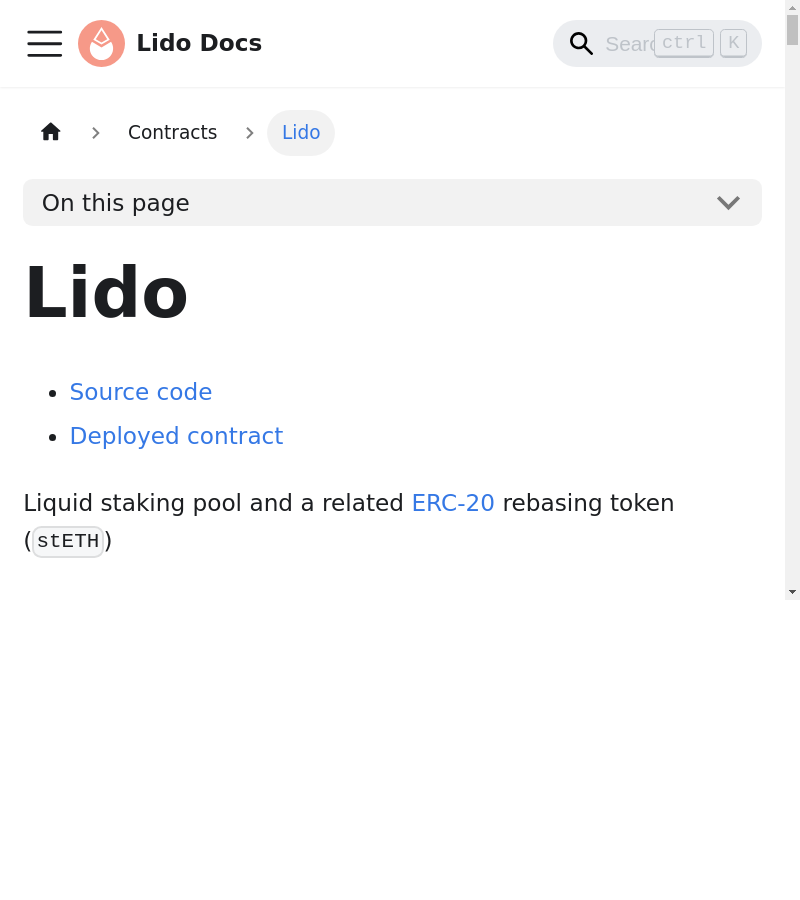 Lido Docs
ctrl K
Contracts
Lido
On this page
Lido
Source code
Deployed contract
Liquid staking pool and a related ERC-20 rebasing token
(stETH)